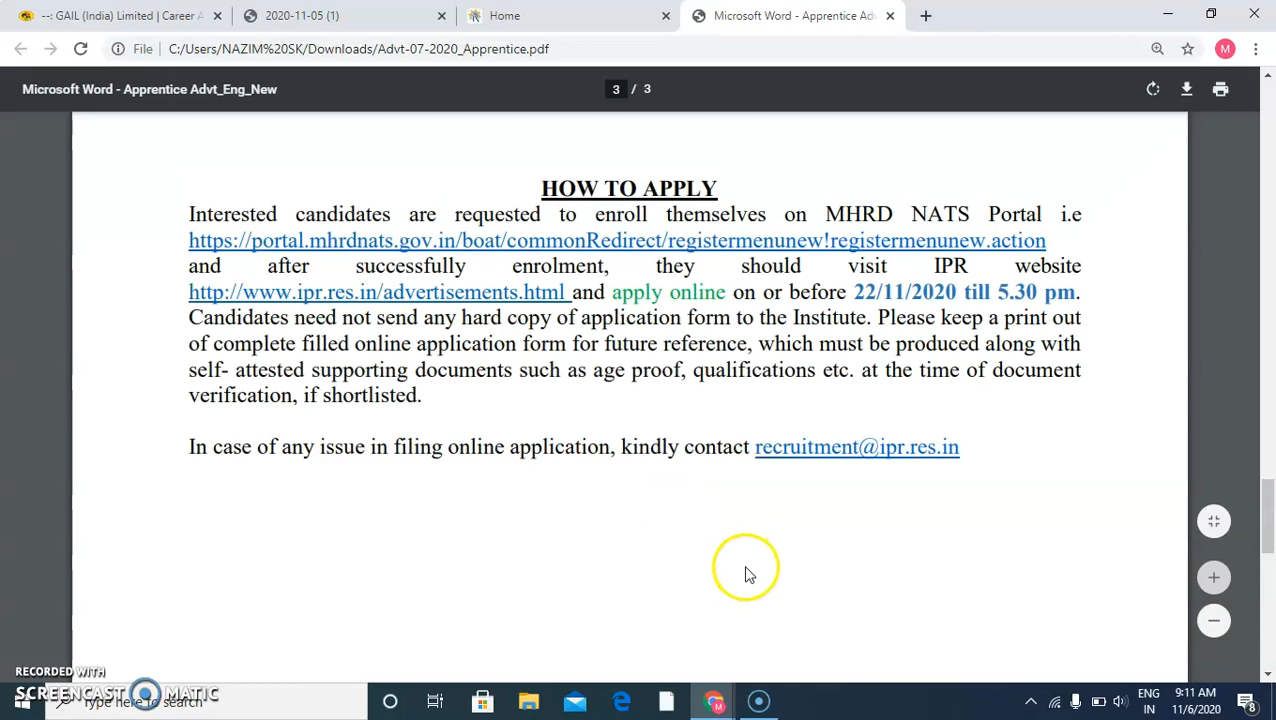 --: GAIL (India) Limited | Career A
2020-11-05 (1)
Home
Microsoft Word - Apprentice Adv
File
C:/Users/NAZIM%20SK/Downloads/Advt-07-2020_Apprentice.pdf
M
Microsoft Word - Apprentice Advt_Eng_New
3 / 3
HOW TO APPLY
Interested candidates are requested to enroll themselves on MHRD NATS Portal i.e
https://portal.mhrdnats.gov.in/boat/commonRedirect/registermenunew!registermenunew.action
and after successfully enrolment, they should visit IPR website
http://www.ipr.res.in/advertisements.html and apply online on or before 22/11/2020 till 5.30 pm.
Candidates need not send any hard copy of application form to the Institute. Please keep a print out
of complete filled online application form for future reference, which must be produced along with
self- attested supporting documents such as age proof, qualifications etc. at the time of document
verification, if shortlisted.
In case of any issue in filing online application, kindly contact recruitment@ipr.res.in
RECORDED WITH
SCREENCAST MATIC
Type here to search
M
ENG
IN
9:11 AM
11/6/2020
8